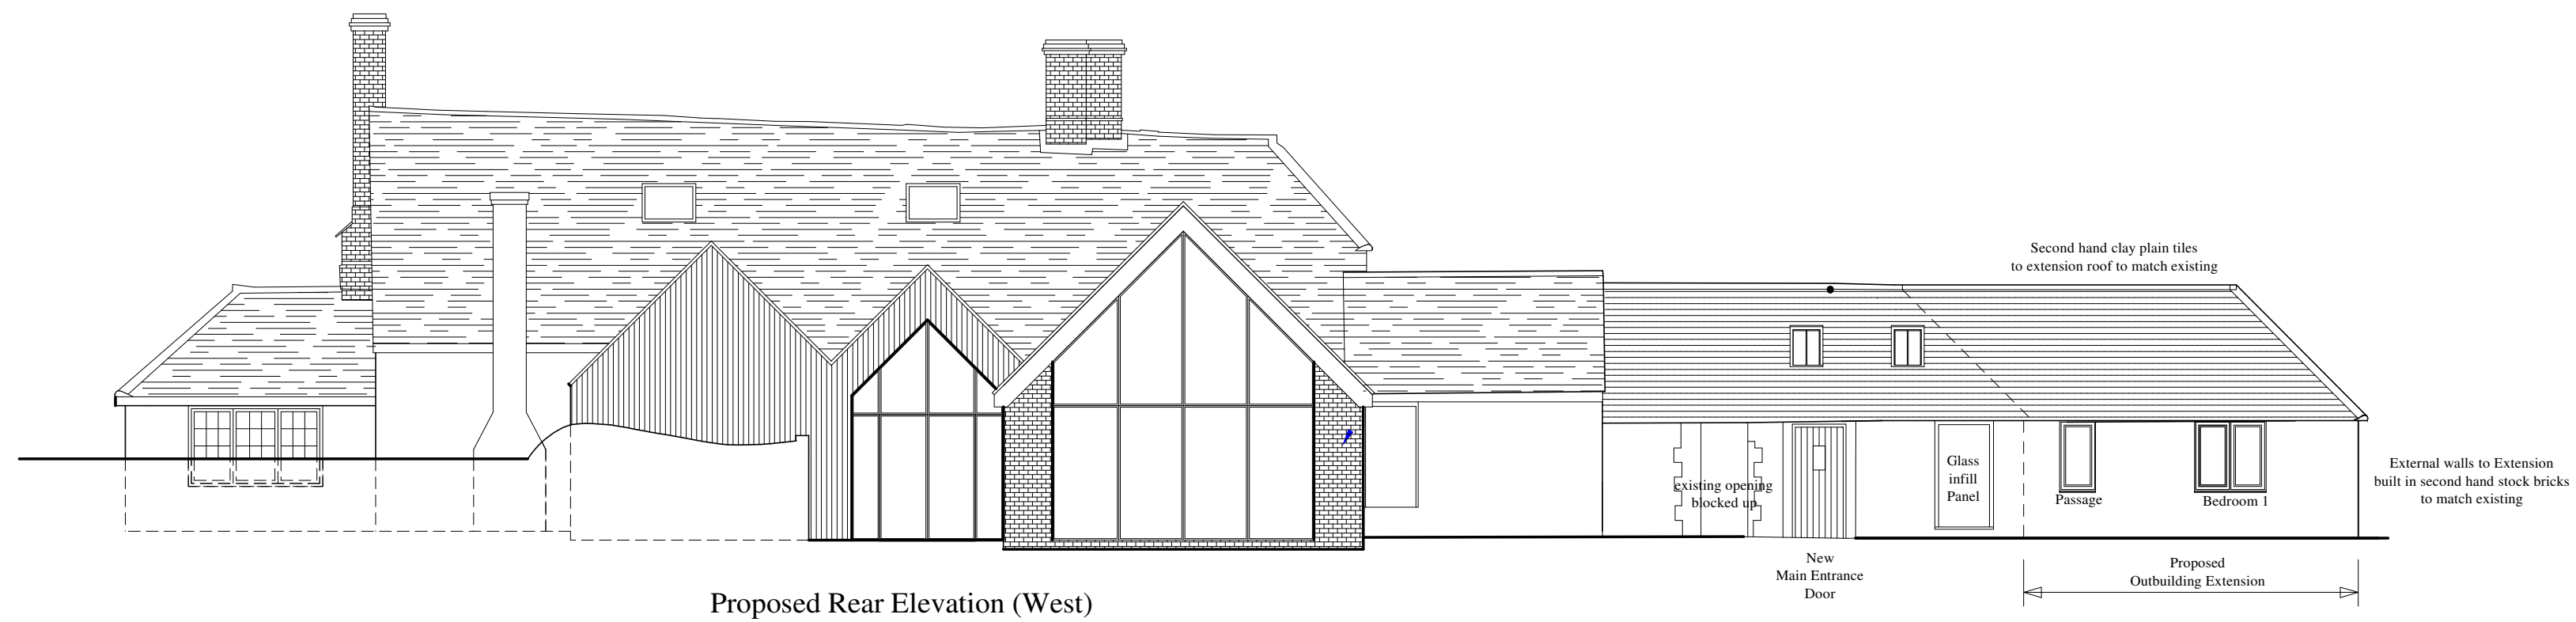 Second hand clay plain tiles
to extension roof to match existing
Glass
infill
Panel
existing opening
blocked up
Passage
Bedroom 1
External walls to Extension
built in second hand stock bricks
to match existing
New
Main Entrance
Door
Proposed
Outbuilding Extension
Proposed Rear Elevation (West)